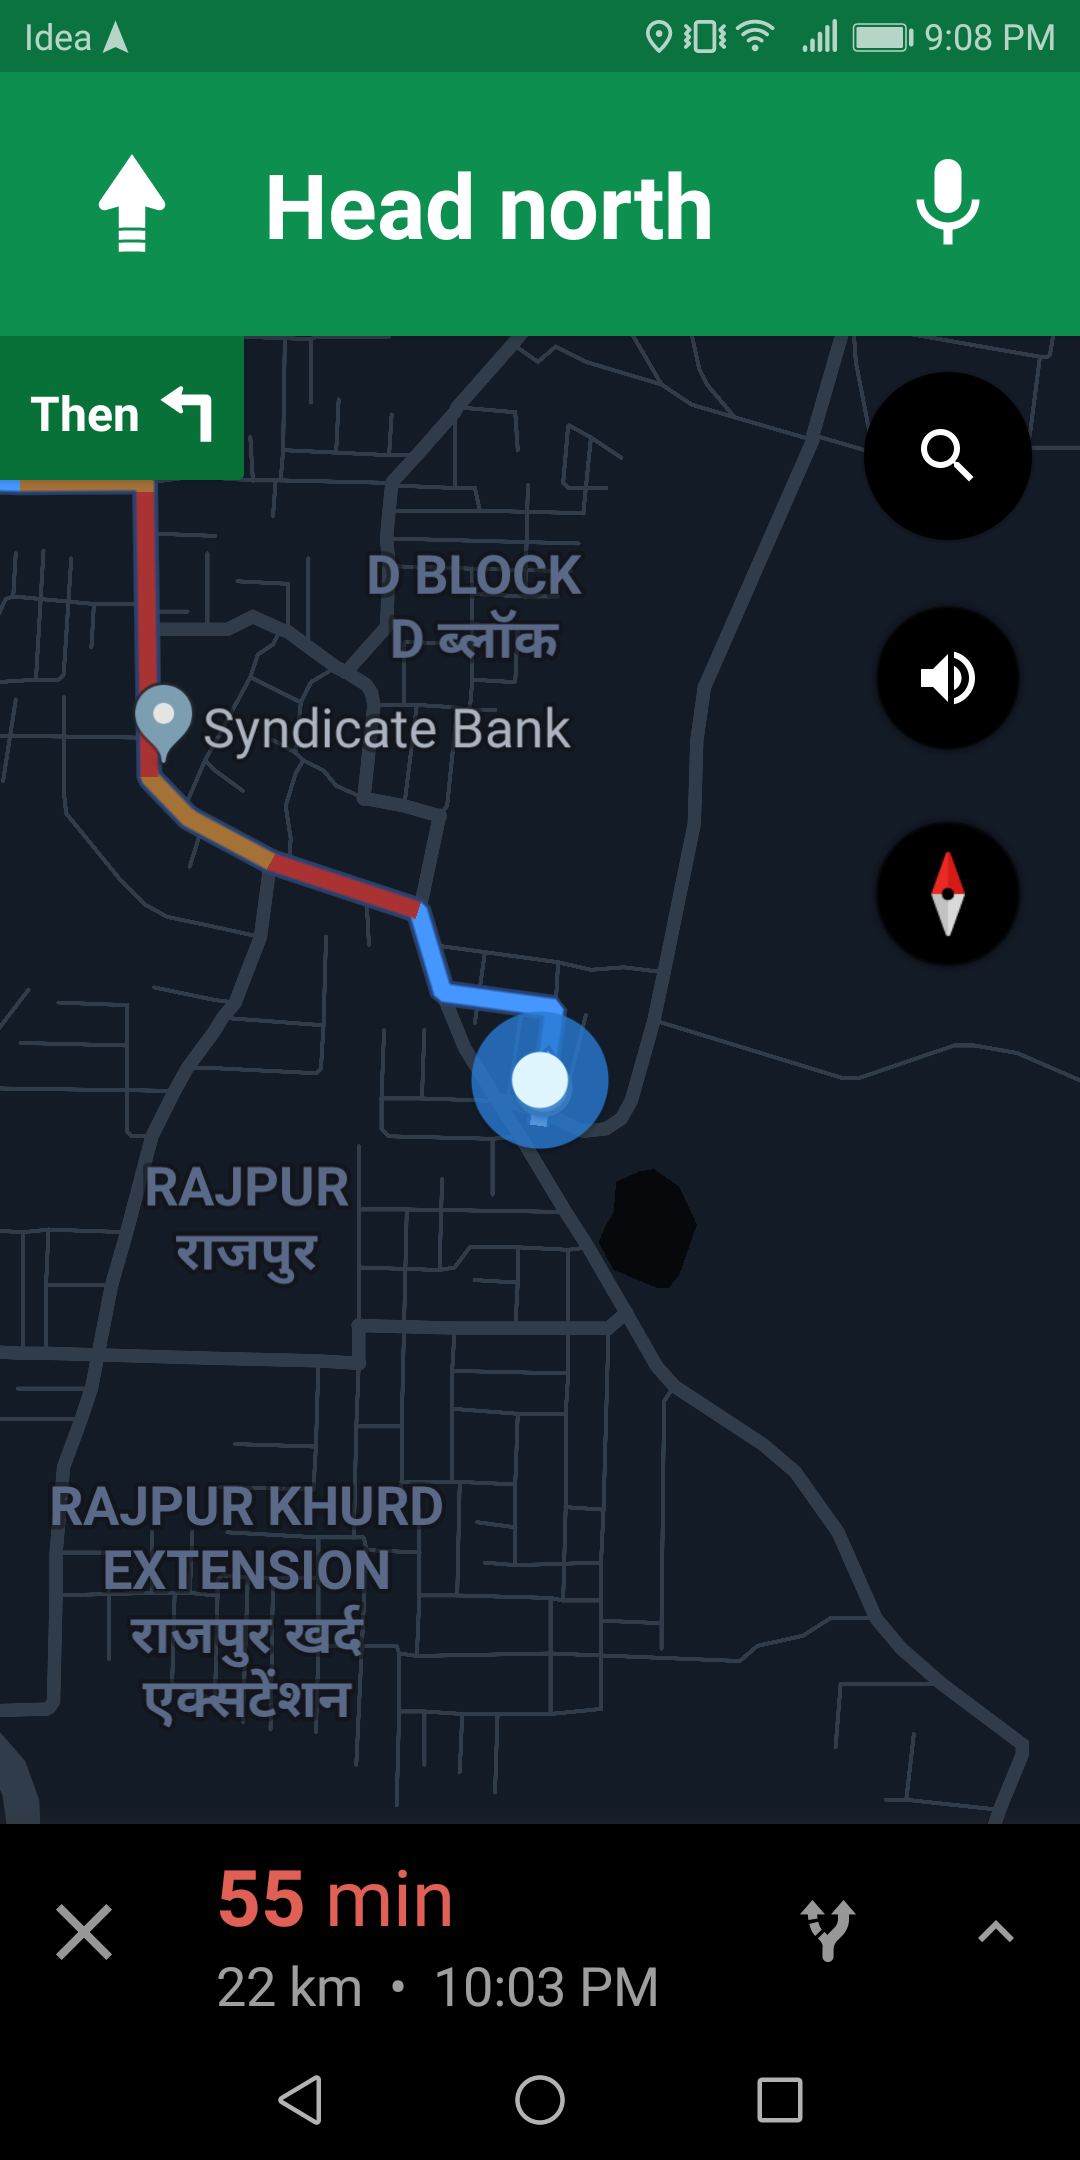 Idea
9:08 PM
Head north
Then
D BLOCK
D ब्लॉक
Syndicate Bank
RAJPUR
राजपुर
RAJPUR KHURD
EXTENSION
राजपुर खर्द
एक्सटेंशन
55 min
22 km • 10:03 PM